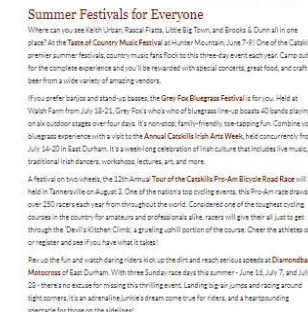 Summer Festivals for Everyone
Where can you see Keith Urban, Rascal Flatts, Little Big Town, and Brooks & Dunn all in one
place? At the Taste of Country Music Festival at Hunter Mountain, June 7-9! One of the Catskil
premier summer festivals, country music fans flock to this three-day event each year. Camp out
for the complete experience and you'll be rewarded with special concerts, great food, and craft
beer from a wide variety of amazing vendors.
If you prefer banjos and stand-up basses, the Grey Fox Bluegrass Festival is for you. Held at
Walsh Farm from July 18-21, Grey Fox's who's who of bluegrass line-up boasts 40 bands playing
on six outdoor stages over four days. It's non-stop, family-friendly, toe-tapping fun. Combine yo
bluegrass experience with a visit to the Annual Catskills Irish Arts Week, held concurrently fro
July 14-20 in East Durham. It's a week-long celebration of Irish culture that includes live music,
traditional Irish dancers, workshops, lectures, art, and more.
A festival on two wheels, the 12th Annual Tour of the Catskills Pro-Am Bicycle Road Race will
held in Tannersville on August 3. One of the nation's top cycling events, this Pro-Am race draws
over 250 racers each year from throughout the world. Considered one of the toughest cycling
courses in the country for amateurs and professionals alike, racers will give their all just to get
through the 'Devil's Kitchen Climb,' a grueling uphill portion of the course. Cheer the athletes o
or register and see if you have what it takes!
Rev up the fun and watch daring riders kick up the dirt and reach serious speeds at Diamondba
Motocross of East Durham. With three Sunday race days this summer - June 16, July 7, and July
28 - there's no excuse for missing this thrilling event. Landing big-air jumps and racing around
tight corners, it's an adrenaline junkie's dream come true for riders, and a heartpounding
spectacle for those on the sidelines!